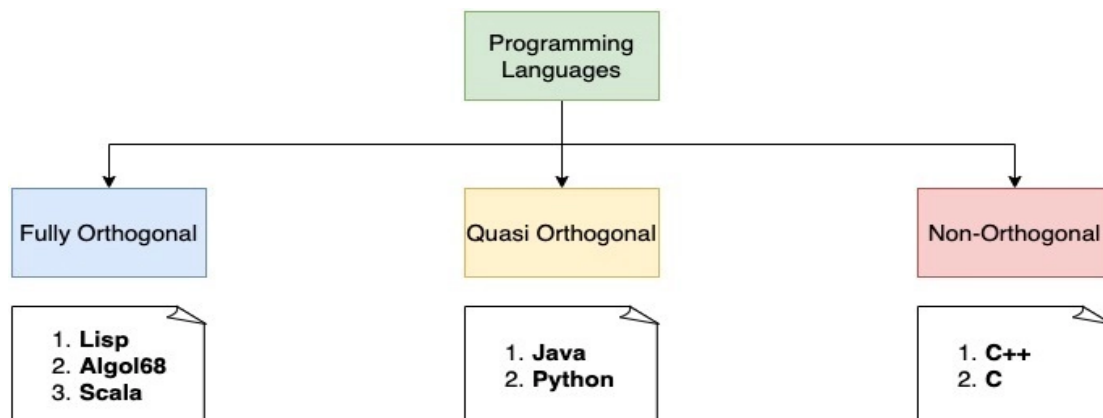 Programming
Languages
Fully Orthogonal
Quasi Orthogonal
Non-Orthogonal
1. Lisp
2. Algol68
3. Scala
1. Java
2. Python
1. C++
2. C